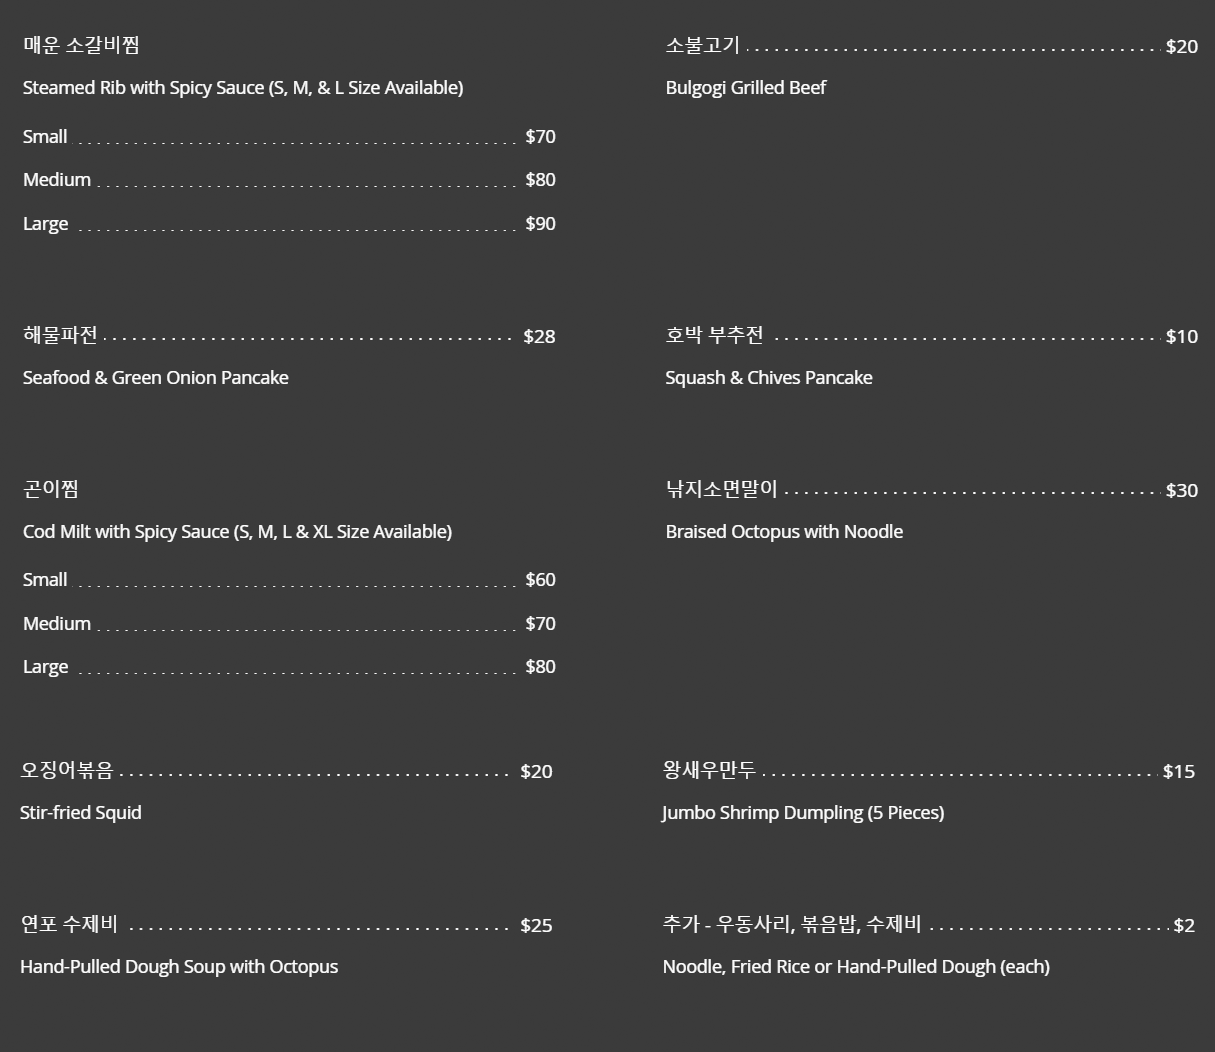 매운 소갈비찜
Steamed Rib with Spicy Sauce (S, M, & L Size Available)
Small $70
Medium $80
Large $90
소불고기 $20
Bulgogi Grilled Beef
해물파전 $28
Seafood & Green Onion Pancake
호박 부추전 $10
Squash & Chives Pancake
곤이찜
Cod Milt with Spicy Sauce (S, M, L & XL Size Available)
Small $60
Medium $70
Large $80
낚지소면말이 $30
Braised Octopus with Noodle
오징어볶음 $20
Stir-fried Squid
왕새우만두 $15
Jumbo Shrimp Dumpling (5 Pieces)
연포 수제비 $25
Hand-Pulled Dough Soup with Octopus
추가 - 우동사리, 볶음밥, 수제비 $2
Noodle, Fried Rice or Hand-Pulled Dough (each)